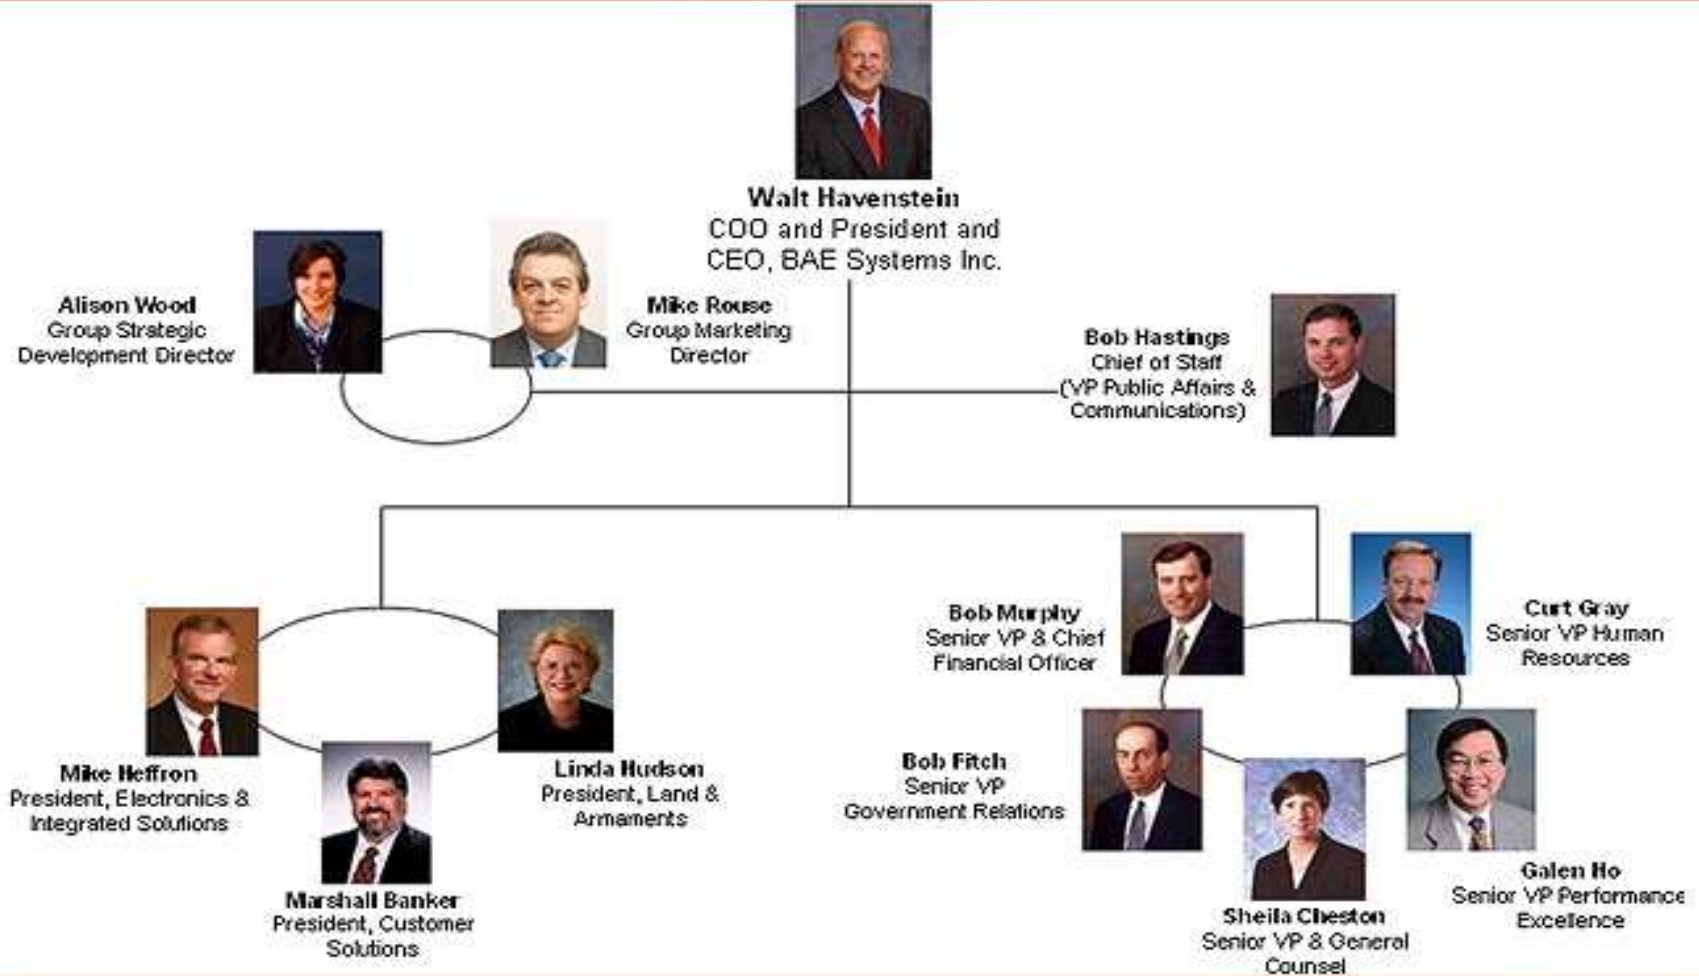 Walt Havenstein
COO and President and
CEO, BAE Systems Inc.
Alison Wood
Group Strategic
Development Director
Mike Rouse
Group Marketing
Director
Bob Hastings
Chief of Staff
(VP Public Affairs &
Communications)
Mike Heffron
President, Electronics &
Integrated Solutions
Marshall Banker
President, Customer
Solutions
Linda Hudson
President, Land &
Armaments
Bob Murphy
Senior VP & Chief
Financial Officer
Curt Gray
Senior VP Human
Resources
Bob Fitch
Senior VP
Government Relations
Sheila Cheston
Senior VP & General
Counsel
Galen Ho
Senior VP Performance
Excellence